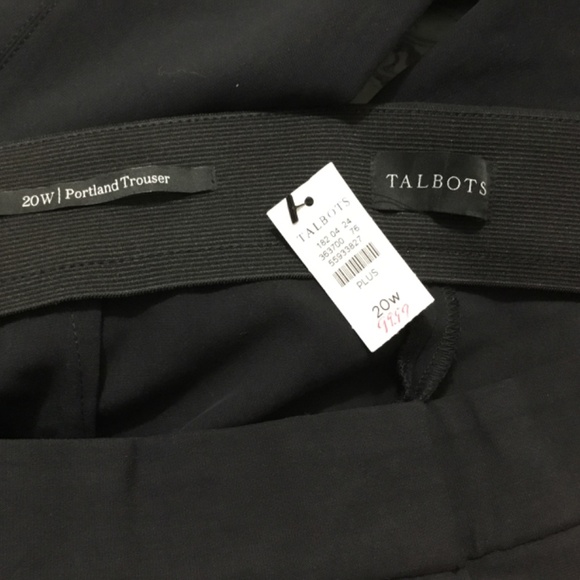 20W | Portland Trouser
TALBOTS
TALBOTS
182 04 24
363700 76
55933827
PLUS
20W